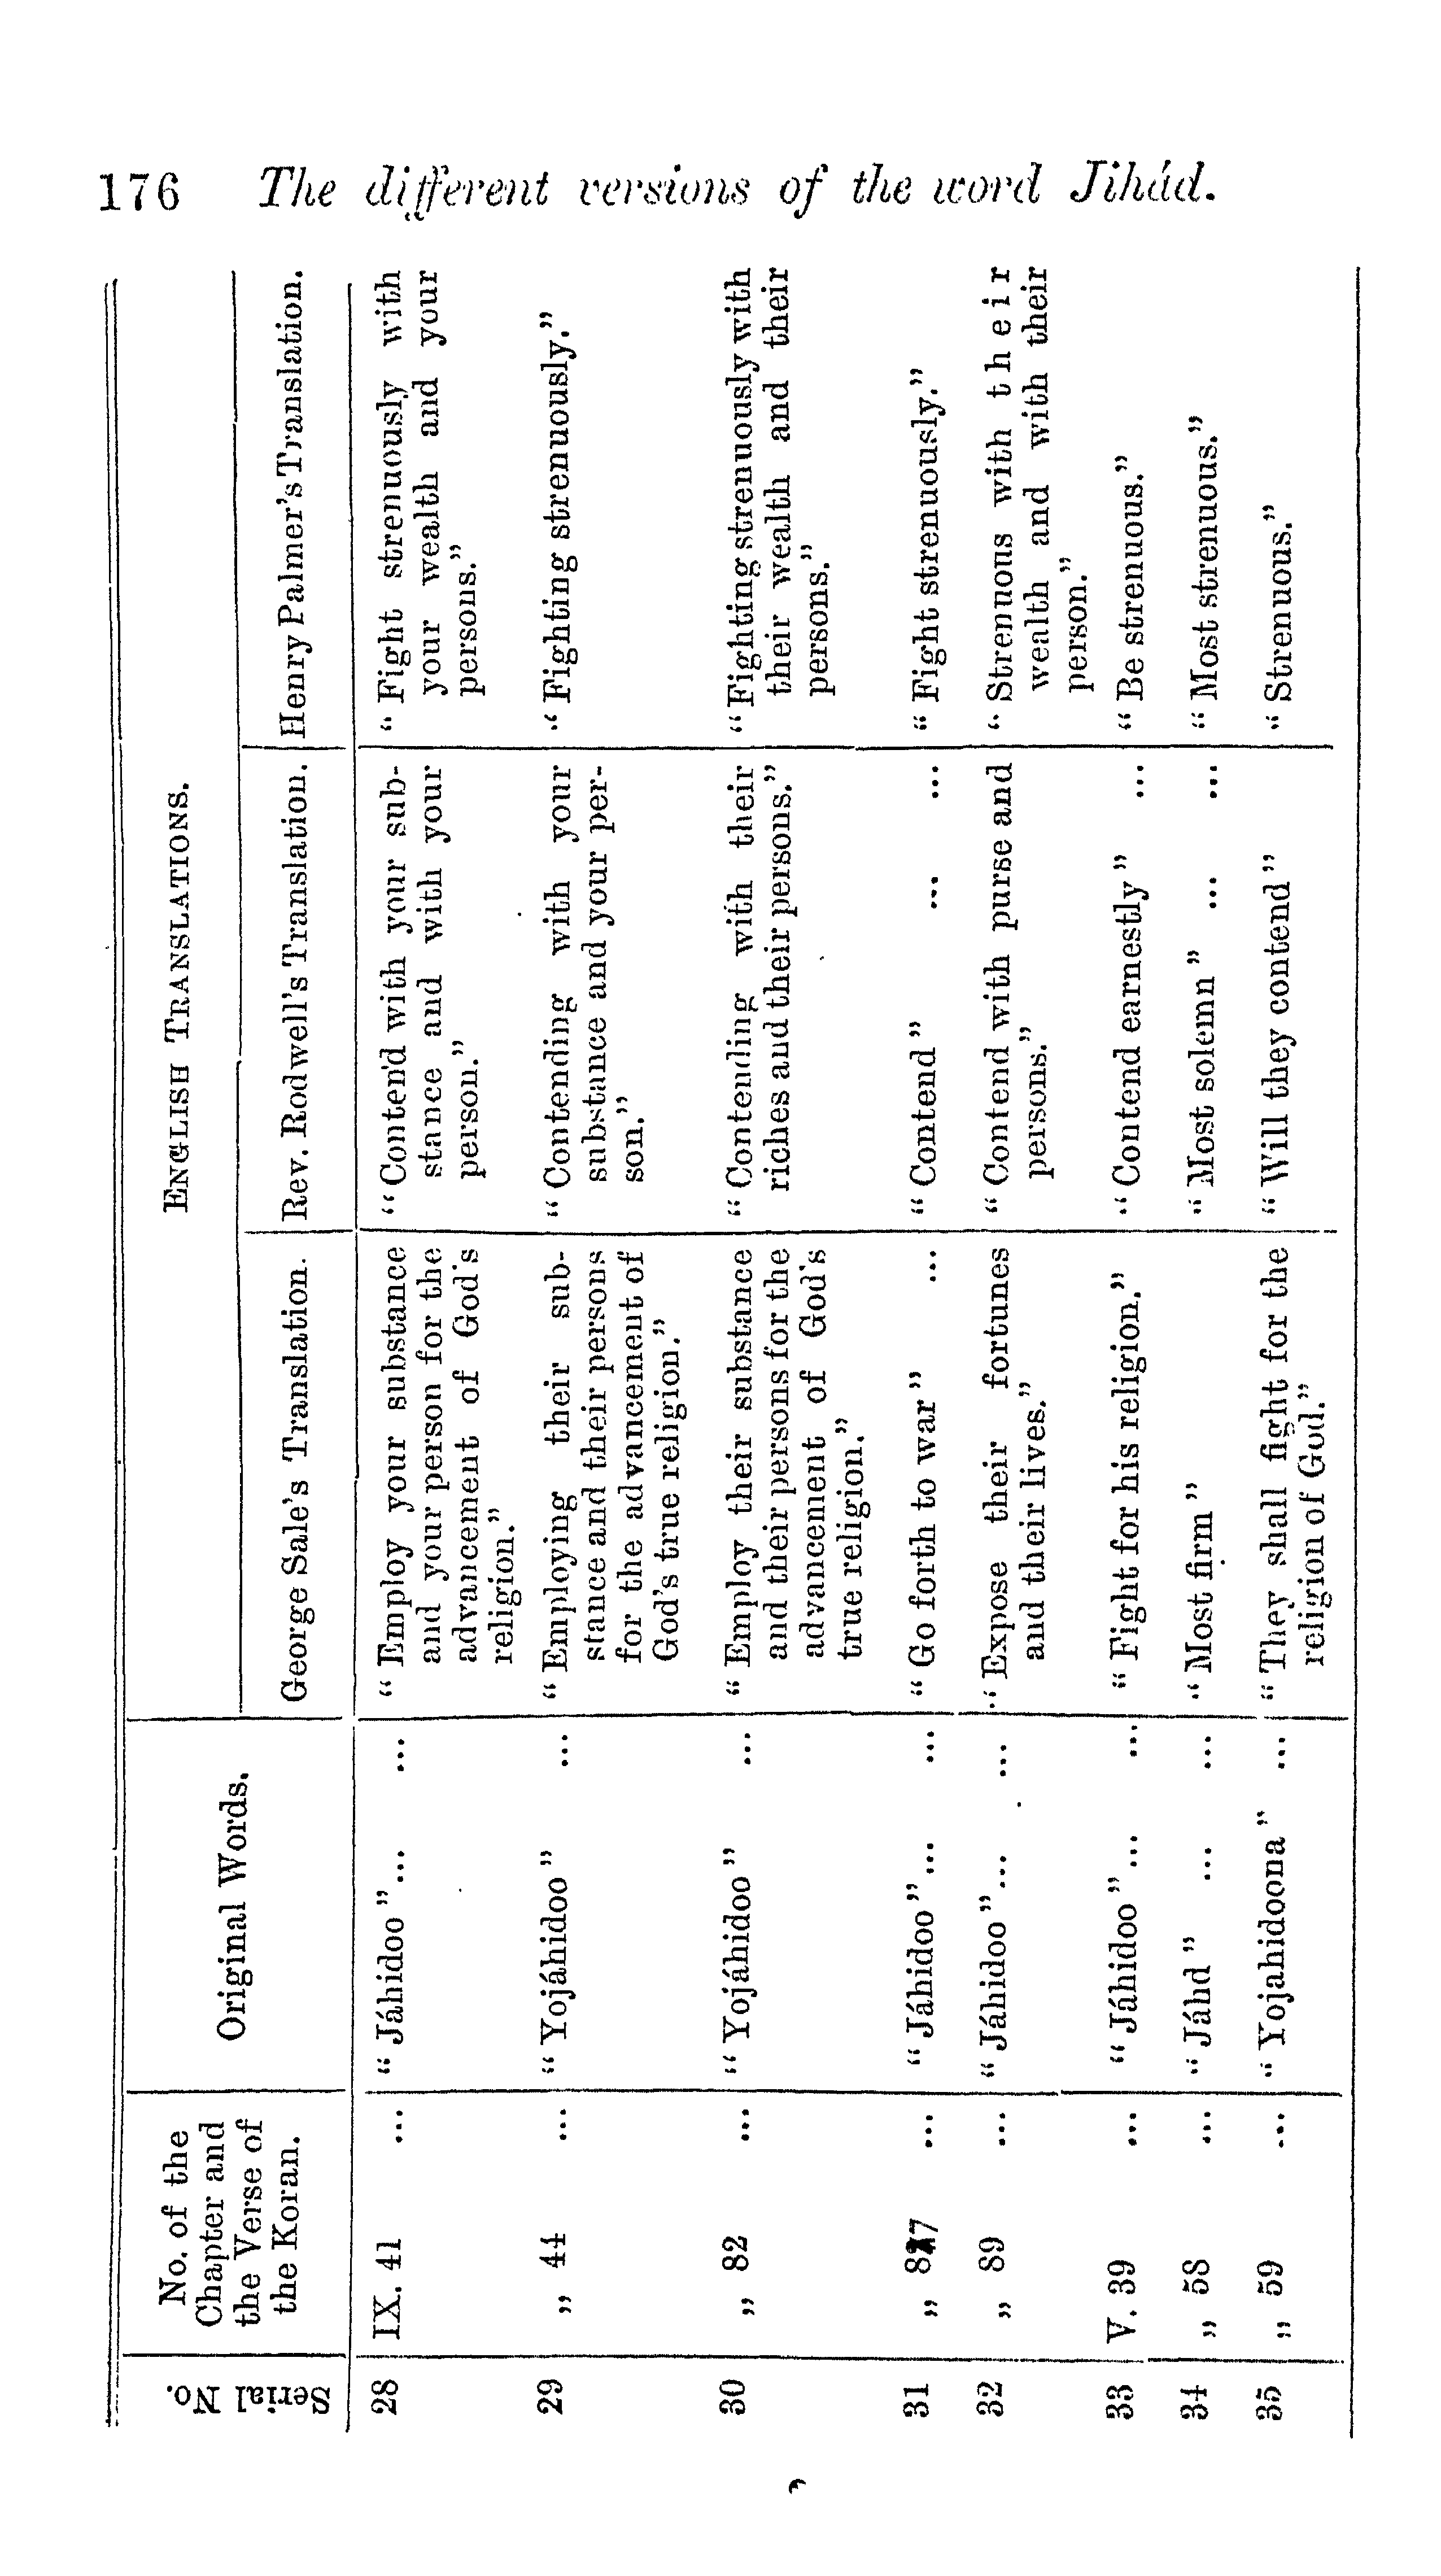 176 The different versions of the word Jihád.
ENGLISH TRANSLATIONS.
Serial No.
No. of the
Chapter and
the Verse of
the Koran.
Original Words.
George Sale's Translation.
Rev. Rodwell's Translation.
Henry Palmer's Translation.
28
IX. 41 ...
“Jáhidoo”... ...
“Employ your substance
and your person for the
advancement of God's
religion.”
“Contend with your sub-
stance and with your
person.”
“Fight strenuously with
your wealth and your
persons.”
29
„ 44 ...
“Yojáhidoo” ...
“Employing their sub-
stance and their persons
for the advancement of
God's true religion.”
“Contending with your
substance and your per-
son.”
“Fighting strenuously.”
30
„ 82 ...
“Yojáhidoo” ...
“Employ their substance
and their persons for the
advancement of God's
true religion.”
“Contending with their
riches and their persons.”
“Fighting strenuously with
their wealth and their
persons.”
31
„ ...
“Jáhidoo”... ...
“Go forth to war” ...
“Contend” ... ...
“Fight strenuously.”
32
„ 89 ...
“Jáhidoo”... ...
“Expose their fortunes
and their lives.”
“Contend with purse and
persons.”
“Strenuous with their
wealth and with their
person.”
33
V. 39 ...
“Jáhidoo”... ...
“Fight for his religion.”
“Contend earnestly” ...
“Be strenuous.”
34
„ 58 ...
“Jáhd” ... ...
“Most firm”
“Most solemn” ... ...
“Most strenuous.”
35
„ 59 ...
“Yojahidoona” ...
“They shall fight for the
religion of God.”
“Will they contend”
“Strenuous.”